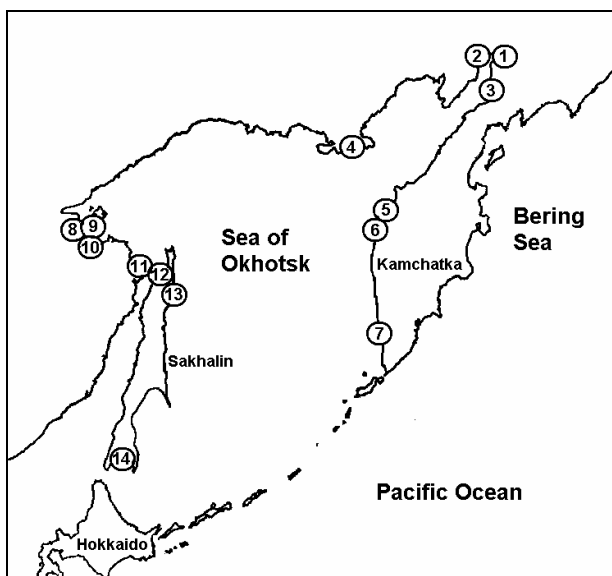 2
1
3
4
5
Bering
Sea
8
9
6
10
Sea of
Okhotsk
11
12
Kamchatka
13
7
Sakhalin
14
Pacific Ocean
Hokkaido